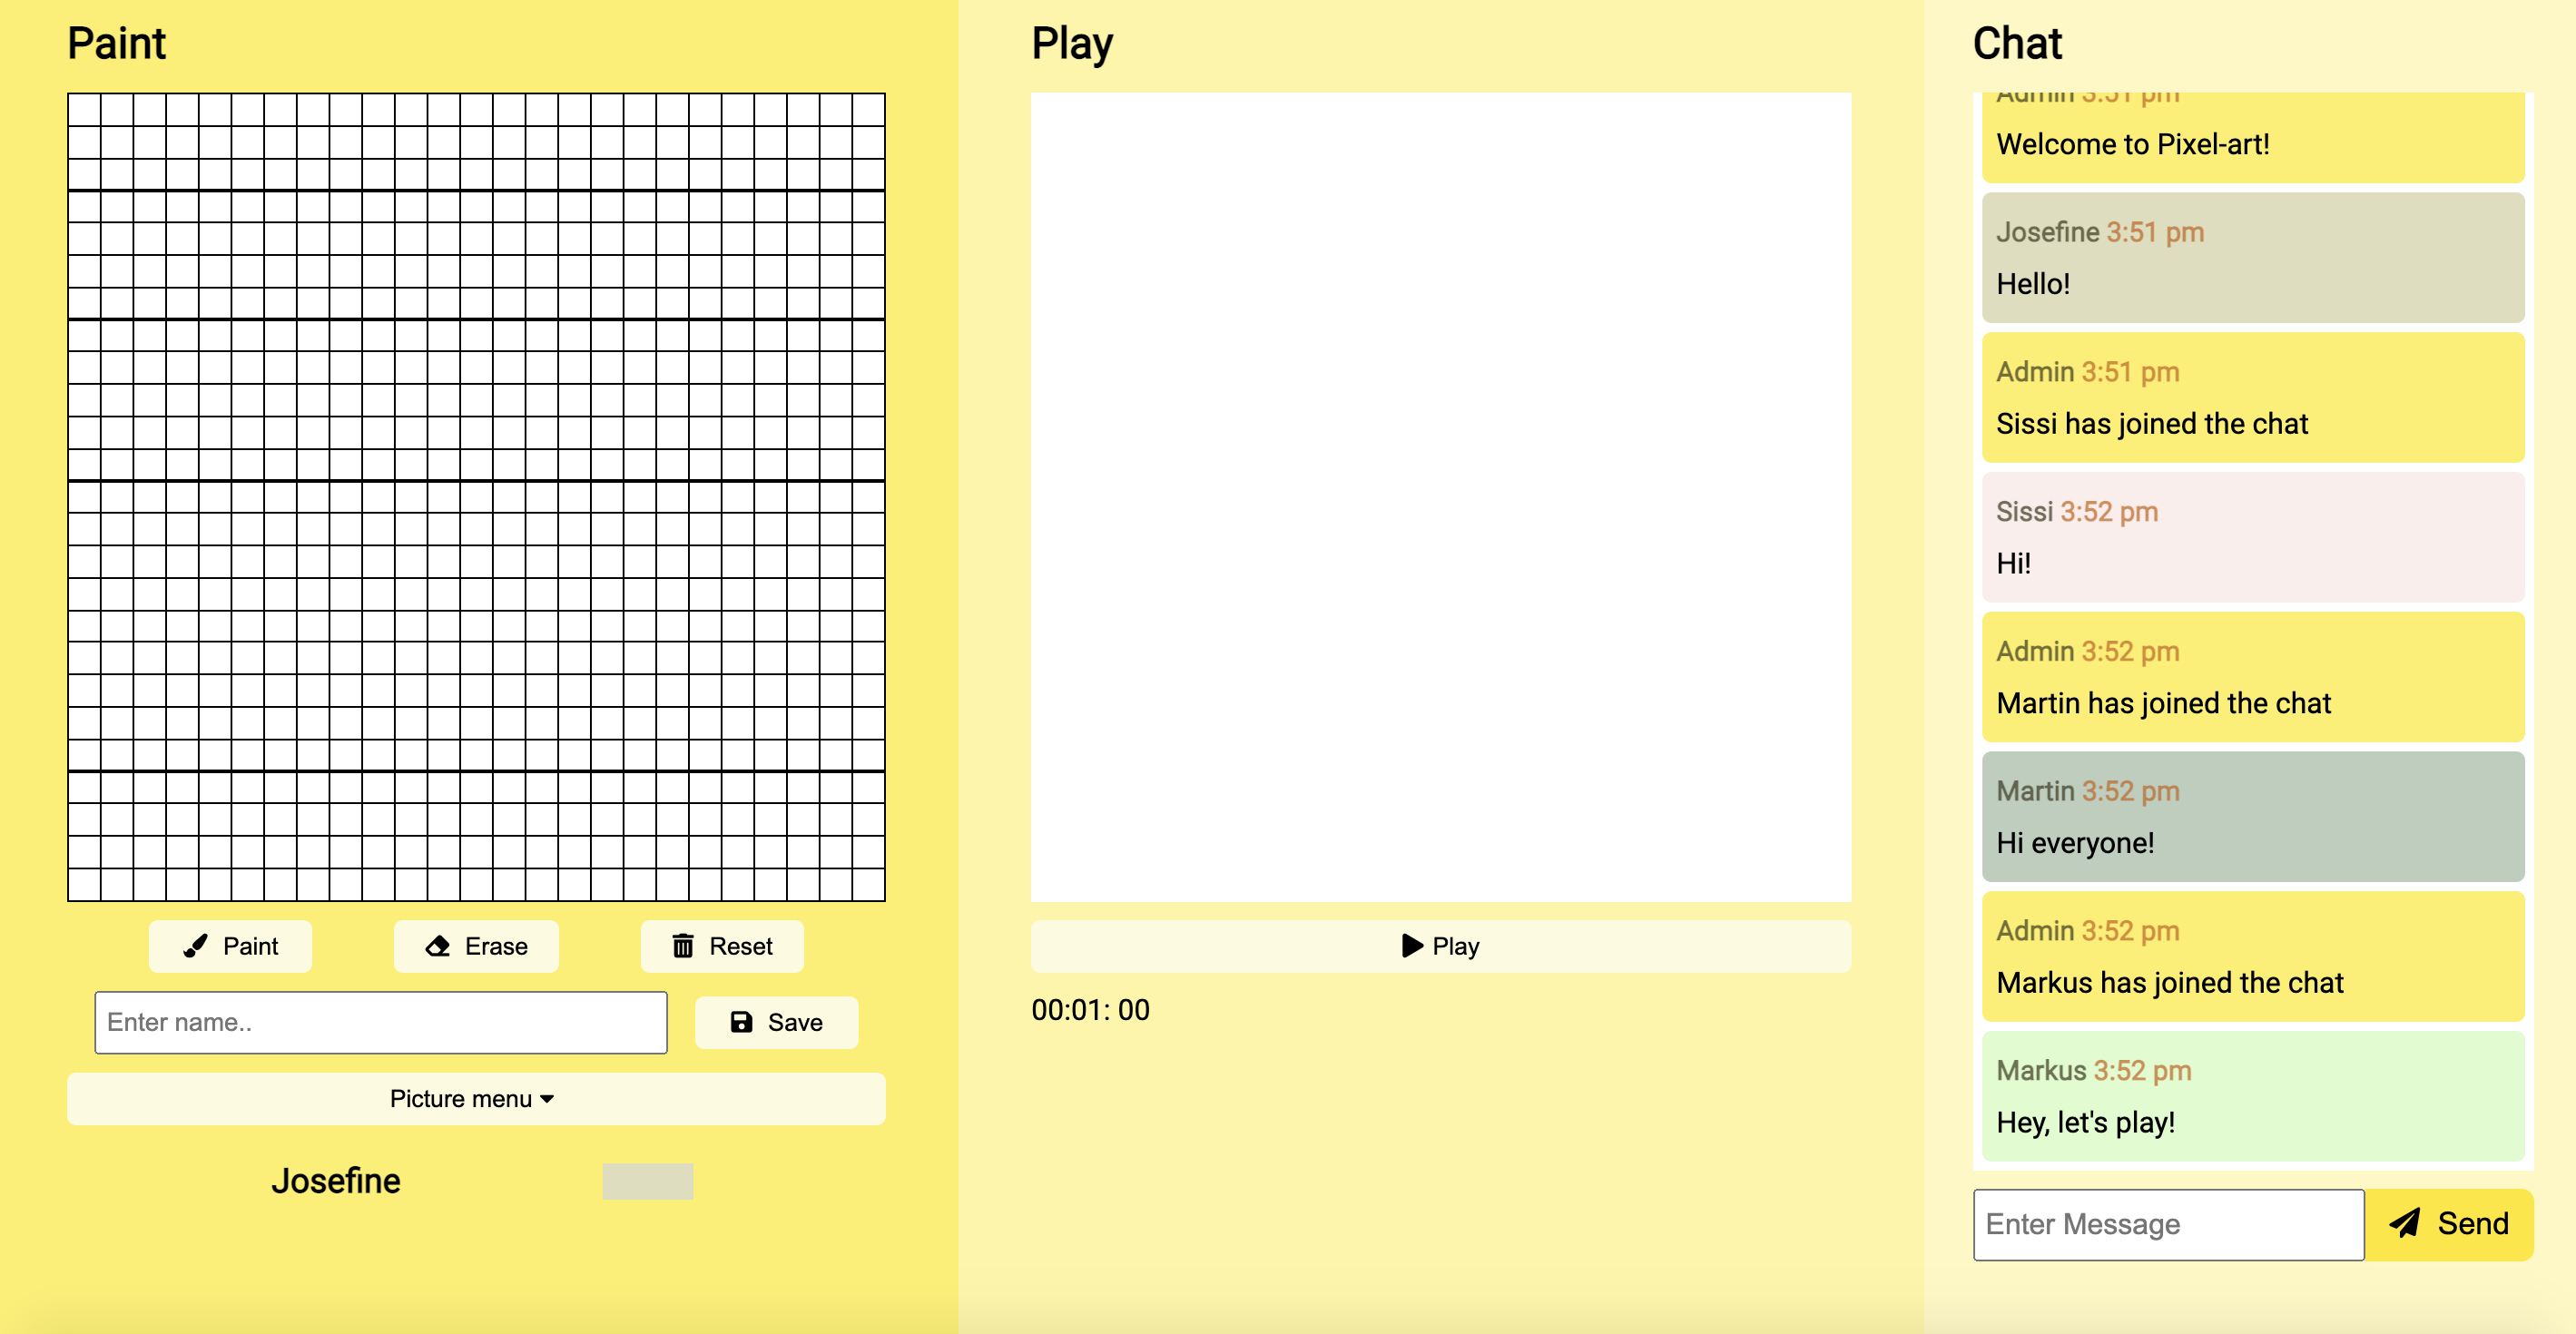 Paint
Paint
Erase
Reset
Enter name..
Save
Picture menu
Josefine
Play
Play
00:01: 00
Chat
Admin 3:51 pm
Welcome to Pixel-art!
Josefine 3:51 pm
Hello!
Admin 3:51 pm
Sissi has joined the chat
Sissi 3:52 pm
Hi!
Admin 3:52 pm
Martin has joined the chat
Martin 3:52 pm
Hi everyone!
Admin 3:52 pm
Markus has joined the chat
Markus 3:52 pm
Hey, let's play!
Enter Message
Send